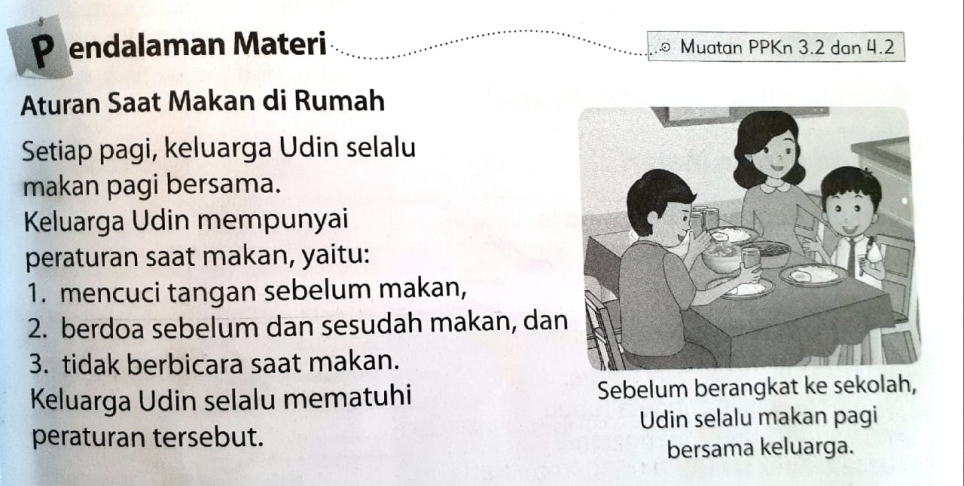 Pendalaman Materi
Muatan PPKn 3.2 dan 4.2
Aturan Saat Makan di Rumah
Setiap pagi, keluarga Udin selalu
makan pagi bersama.
Keluarga Udin mempunyai
peraturan saat makan, yaitu:
1. mencuci tangan sebelum makan,
2. berdoa sebelum dan sesudah makan, dan
3. tidak berbicara saat makan.
Keluarga Udin selalu mematuhi
peraturan tersebut.
Sebelum berangkat ke sekolah,
Udin selalu makan pagi
bersama keluarga.